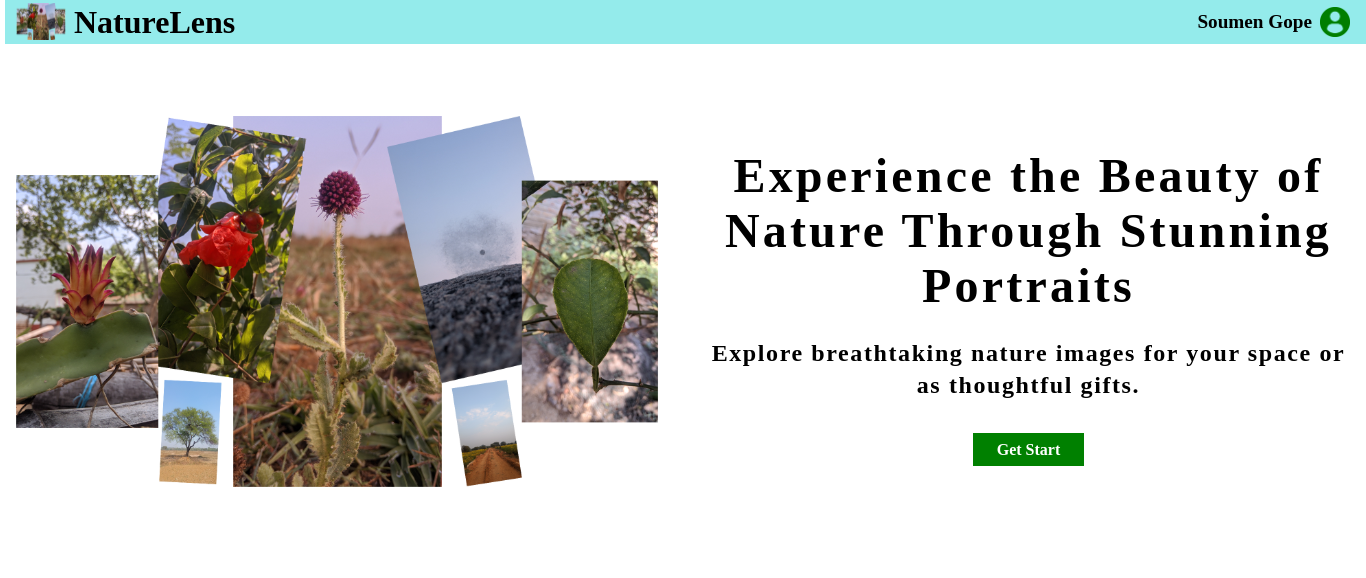 NatureLens
Soumen Gope
Experience the Beauty of
Nature Through Stunning
Portraits
Explore breathtaking nature images for your space or
as thoughtful gifts.
Get Start